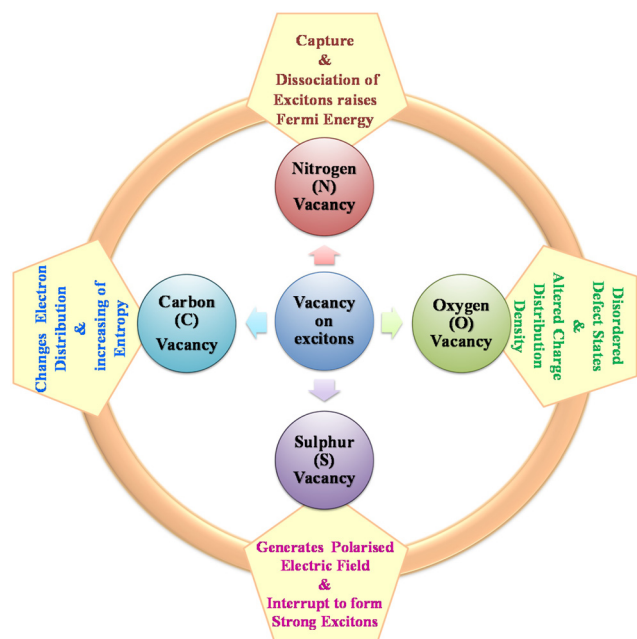 Capture
&
Dissociation of
Excitons raises
Fermi Energy
Nitrogen
(N)
Vacancy
Changes Electron
Distribution
&
increasing of
Entropy
Carbon
(C)
Vacancy
Vacancy
on
excitons
Oxygen
(O)
Vacancy
Disordered
Defect States
&
Altered Charge
Distribution
Density
Sulphur
(S)
Vacancy
Generates Polarised
Electric Field
&
Interrupt to form
Strong Excitons